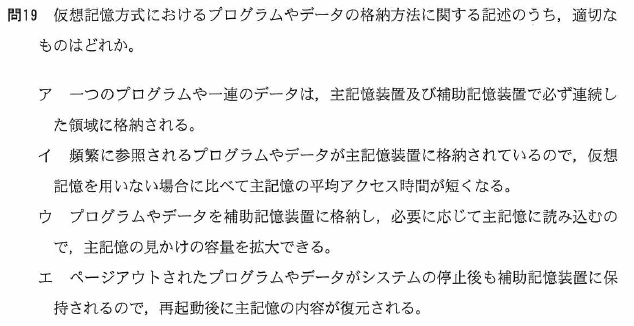 問19 仮想記憶方式におけるプログラムやデータの格納方法に関する記述のうち，適切な
ものはどれか。
ア 一つのプログラムや一連のデータは，主記憶装置及び補助記憶装置で必ず連続し
た領域に格納される。
イ 頻繁に参照されるプログラムやデータが主記憶装置に格納されているので，仮想
記憶を用いない場合に比べて主記憶の平均アクセス時間が短くなる。
ウ プログラムやデータを補助記憶装置に格納し，必要に応じて主記憶に読み込むの
で，主記憶の見かけの容量を拡大できる。
エ ページアウトされたプログラムやデータがシステムの停止後も補助記憶装置に保
持されるので，再起動後に主記憶の内容が復元される。